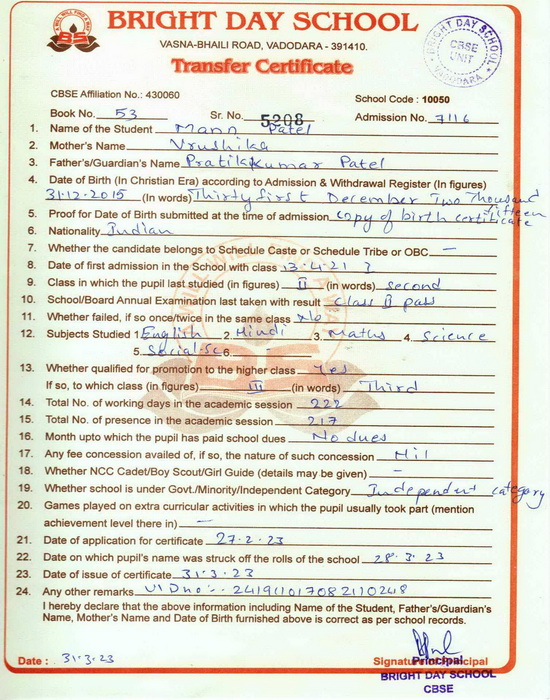 BRIGHT DAY SCHOOL
VASNA-BHAILI ROAD, VADODARA - 391410.
Transfer Certificate
BRIGHT DAY SCHOOL
CBSE
UNIT
VADODARA
CBSE Affiliation No.: 430060
School Code : 10050
Book No. 53 Sr. No. 5208 Admission No. 7116
1. Name of the Student Mann Patel
2. Mother's Name Vrushika
3. Father's/Guardian's Name Pratikkumar Patel
4. Date of Birth (In Christian Era) according to Admission & Withdrawal Register (In figures)
31-12-2015 (In words) Thirty first December Two Thousand
fifteen
5. Proof for Date of Birth submitted at the time of admission copy of birth certificate
6. Nationality Indian
7. Whether the candidate belongs to Schedule Caste or Schedule Tribe or OBC —
8. Date of first admission in the School with class 13.4.21
9. Class in which the pupil last studied (in figures) II (in words) second
10. School/Board Annual Examination last taken with result Class II pass
11. Whether failed, if so once/twice in the same class No
12. Subjects Studied 1 English 2 Hindi 3. Maths 4. Science
5. Social.Sc 6. -
13. Whether qualified for promotion to the higher class Yes
If so, to which class (in figures) III (in words) Third
14. Total No. of working days in the academic session 222
15. Total No. of presence in the academic session 217
16. Month upto which the pupil has paid school dues No dues
17. Any fee concession availed of, if so, the nature of such concession Nil
18. Whether NCC Cadet/Boy Scout/Girl Guide (details may be given) —
19. Whether school is under Govt./Minority/Independent Category Independent category
20. Games played on extra curricular activities in which the pupil usually took part (mention
achievement level there in) —
21. Date of application for certificate 27.2.23
22. Date on which pupil's name was struck off the rolls of the school 28.3.23
23. Date of issue of certificate 31.3.23
24. Any other remarks UIDno:- 241911017082110248
I hereby declare that the above information including Name of the Student, Father's/Guardian's
Name, Mother's Name and Date of Birth furnished above is correct as per school records.
Date : 31.3.23
Signature of Principal
Principal
BRIGHT DAY SCHOOL
CBSE